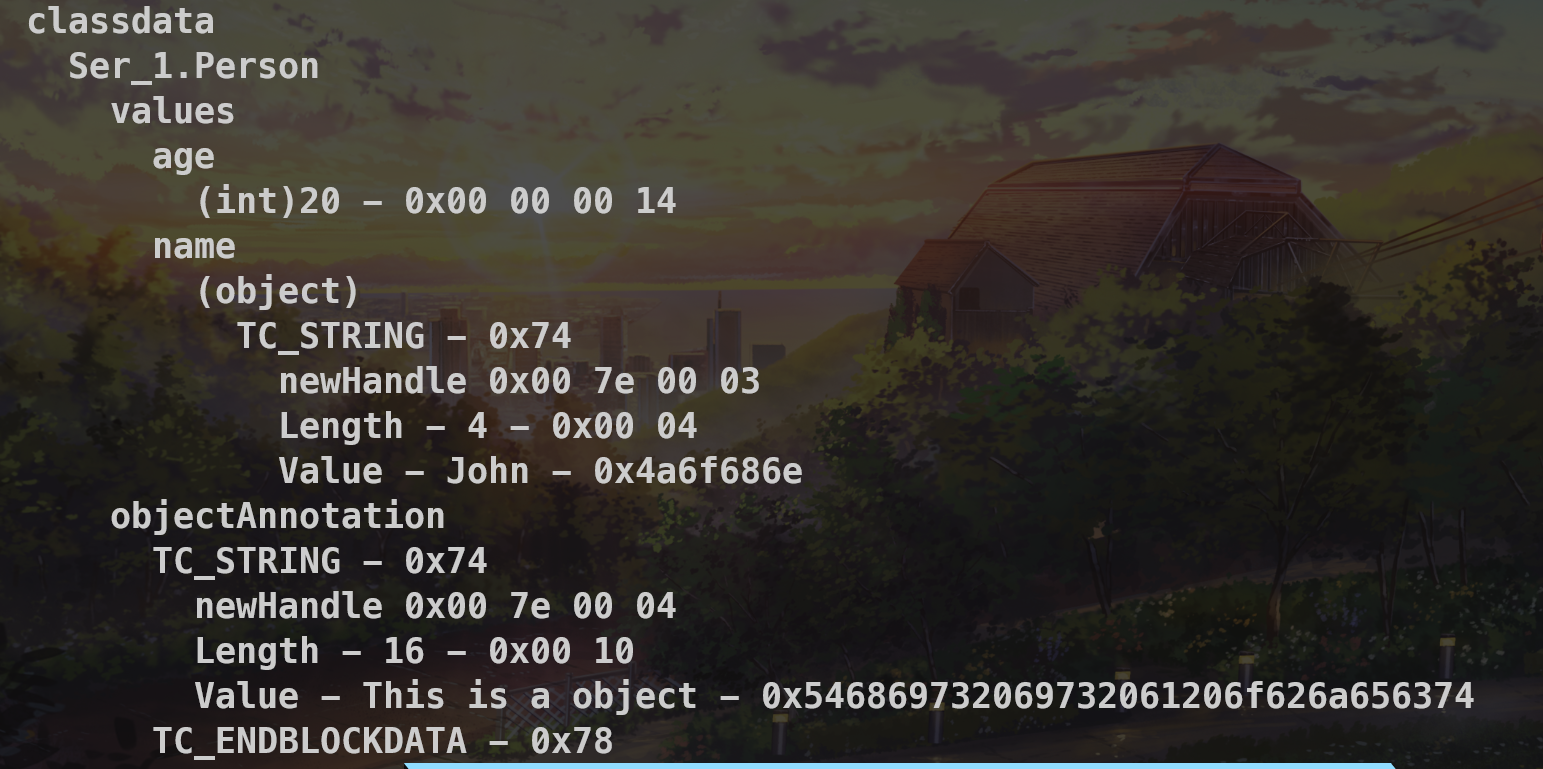 classdata
Ser_1.Person
values
age
(int)20 – 0x00 00 00 14
name
(object)
TC_STRING – 0x74
newHandle 0x00 7e 00 03
Length – 4 – 0x00 04
Value – John – 0x4a6f686e
objectAnnotation
TC_STRING – 0x74
newHandle 0x00 7e 00 04
Length – 16 – 0x00 10
Value – This is a object – 0x546869732069732061206f626a656374
TC_ENDBLOCKDATA – 0x78